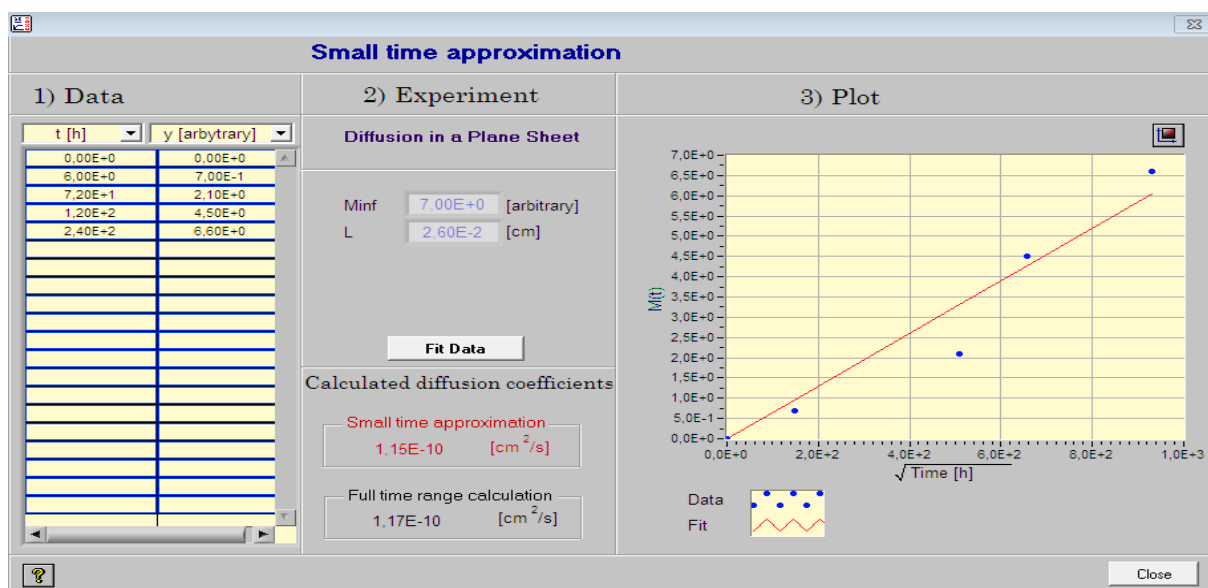 Small time approximation
1) Data
2) Experiment
3) Plot
t [h] y [arbytrary]
0,00E+0 0,00E+0
6,00E+0 7,00E-1
7,20E+1 2,10E+0
1,20E+2 4,50E+0
2,40E+2 6,60E+0
Diffusion in a Plane Sheet
Minf 7,00E+0 [arbitrary]
L 2,60E-2 [cm]
Fit Data
Calculated diffusion coefficients
Small time approximation
1,15E-10 [cm²/s]
Full time range calculation
1,17E-10 [cm²/s]
M(t)
7,0E+0
6,5E+0
6,0E+0
5,5E+0
5,0E+0
4,5E+0
4,0E+0
3,5E+0
3,0E+0
2,5E+0
2,0E+0
1,5E+0
1,0E+0
5,0E-1
0,0E+0
0,0E+0 2,0E+2 4,0E+2 6,0E+2 8,0E+2 1,0E+3
√Time [h]
Data
Fit
?
Close